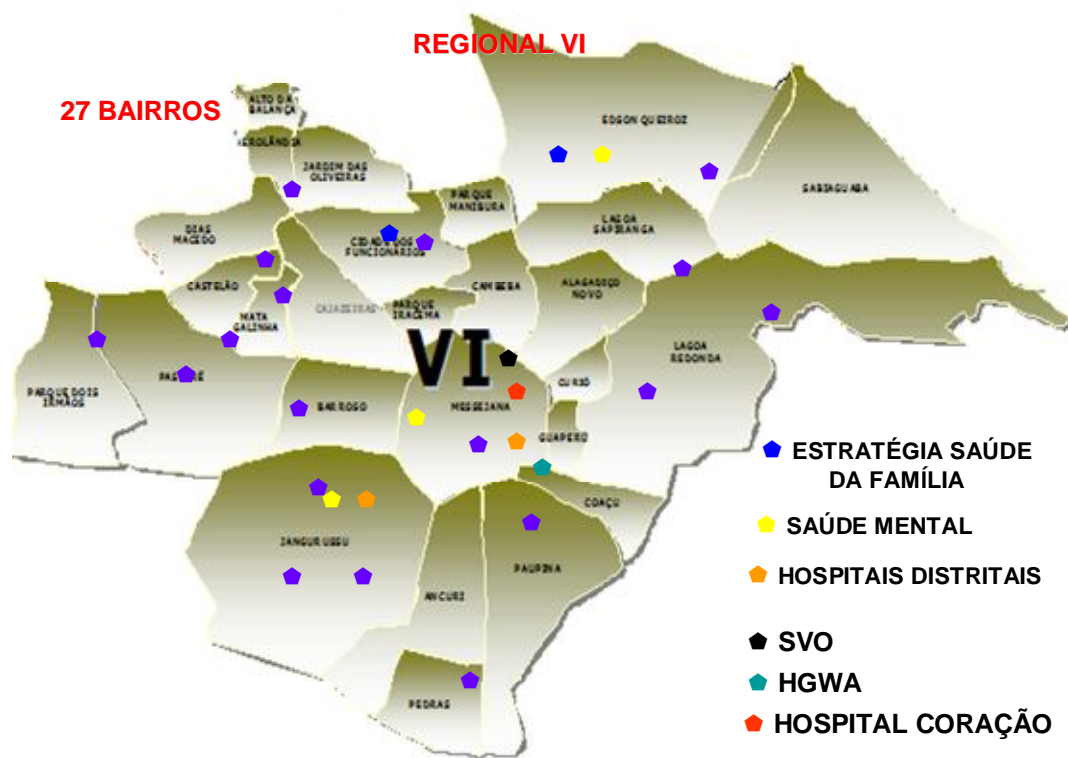 REGIONAL VI
27 BAIRROS
ALTO DA
BALANÇA
AEROLÂNDIA
JARDIM DAS
OLIVEIRAS
EDSON QUEIROZ
SABIAGUABA
PARQUE
MANIBURA
LAGOA
SAPIRANGA
DIAS
MACEDO
CIDADE DOS
FUNCIONÁRIOS
CASTELÃO
MATA
GALINHA
CAJAZEIRAS
PARQUE
IRACEMA
CAMBEBA
ALAGADIÇO
NOVO
VI
LAGOA
REDONDA
PARQUE DOIS
IRMÃOS
BARROSO
MESSEJANA
CURIÓ
GUAPERÚ
COAÇU
JANGURUSSU
ANCURI
PAUPINA
PEDRAS
ESTRATÉGIA SAÚDE
DA FAMÍLIA
SAÚDE MENTAL
HOSPITAIS DISTRITAIS
SVO
HGWA
HOSPITAL CORAÇÃO